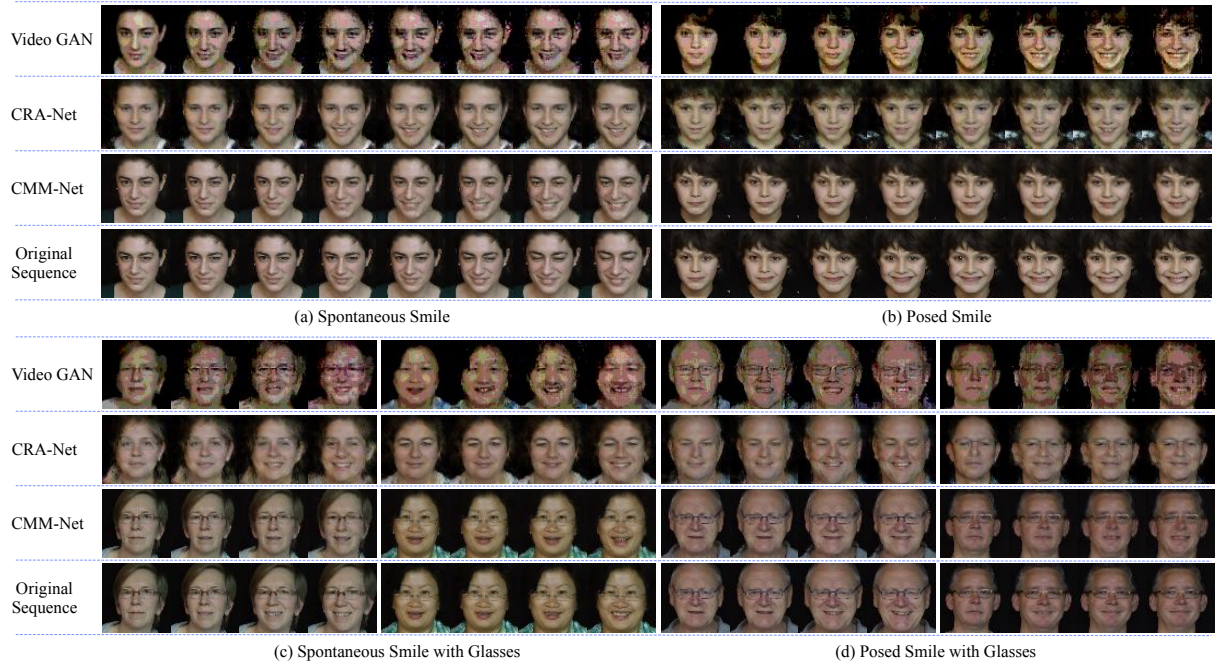 Video GAN
CRA-Net
CMM-Net
Original
Sequence
(a) Spontaneous Smile
(b) Posed Smile
Video GAN
CRA-Net
CMM-Net
Original
Sequence
(c) Spontaneous Smile with Glasses
(d) Posed Smile with Glasses